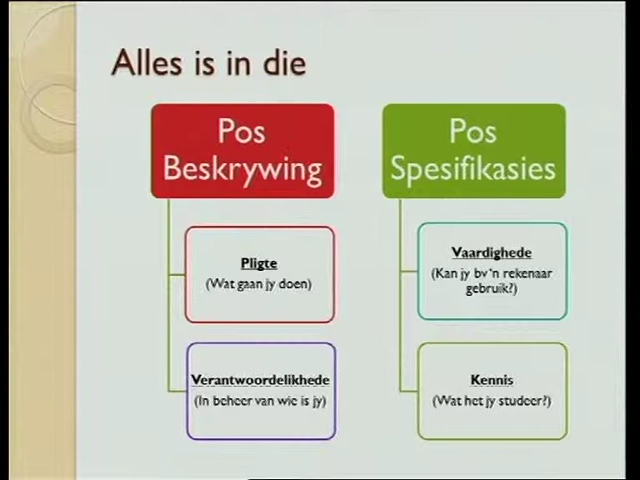 Alles is in die
Pos
Beskrywing
Pligte
(Wat gaan jy doen)
Verantwoordelikhede
(In beheer van wie is jy)
Pos
Spesifikasies
Vaardighede
(Kan jy bv 'n rekenaar
gebruik?)
Kennis
(Wat het jy studeer?)